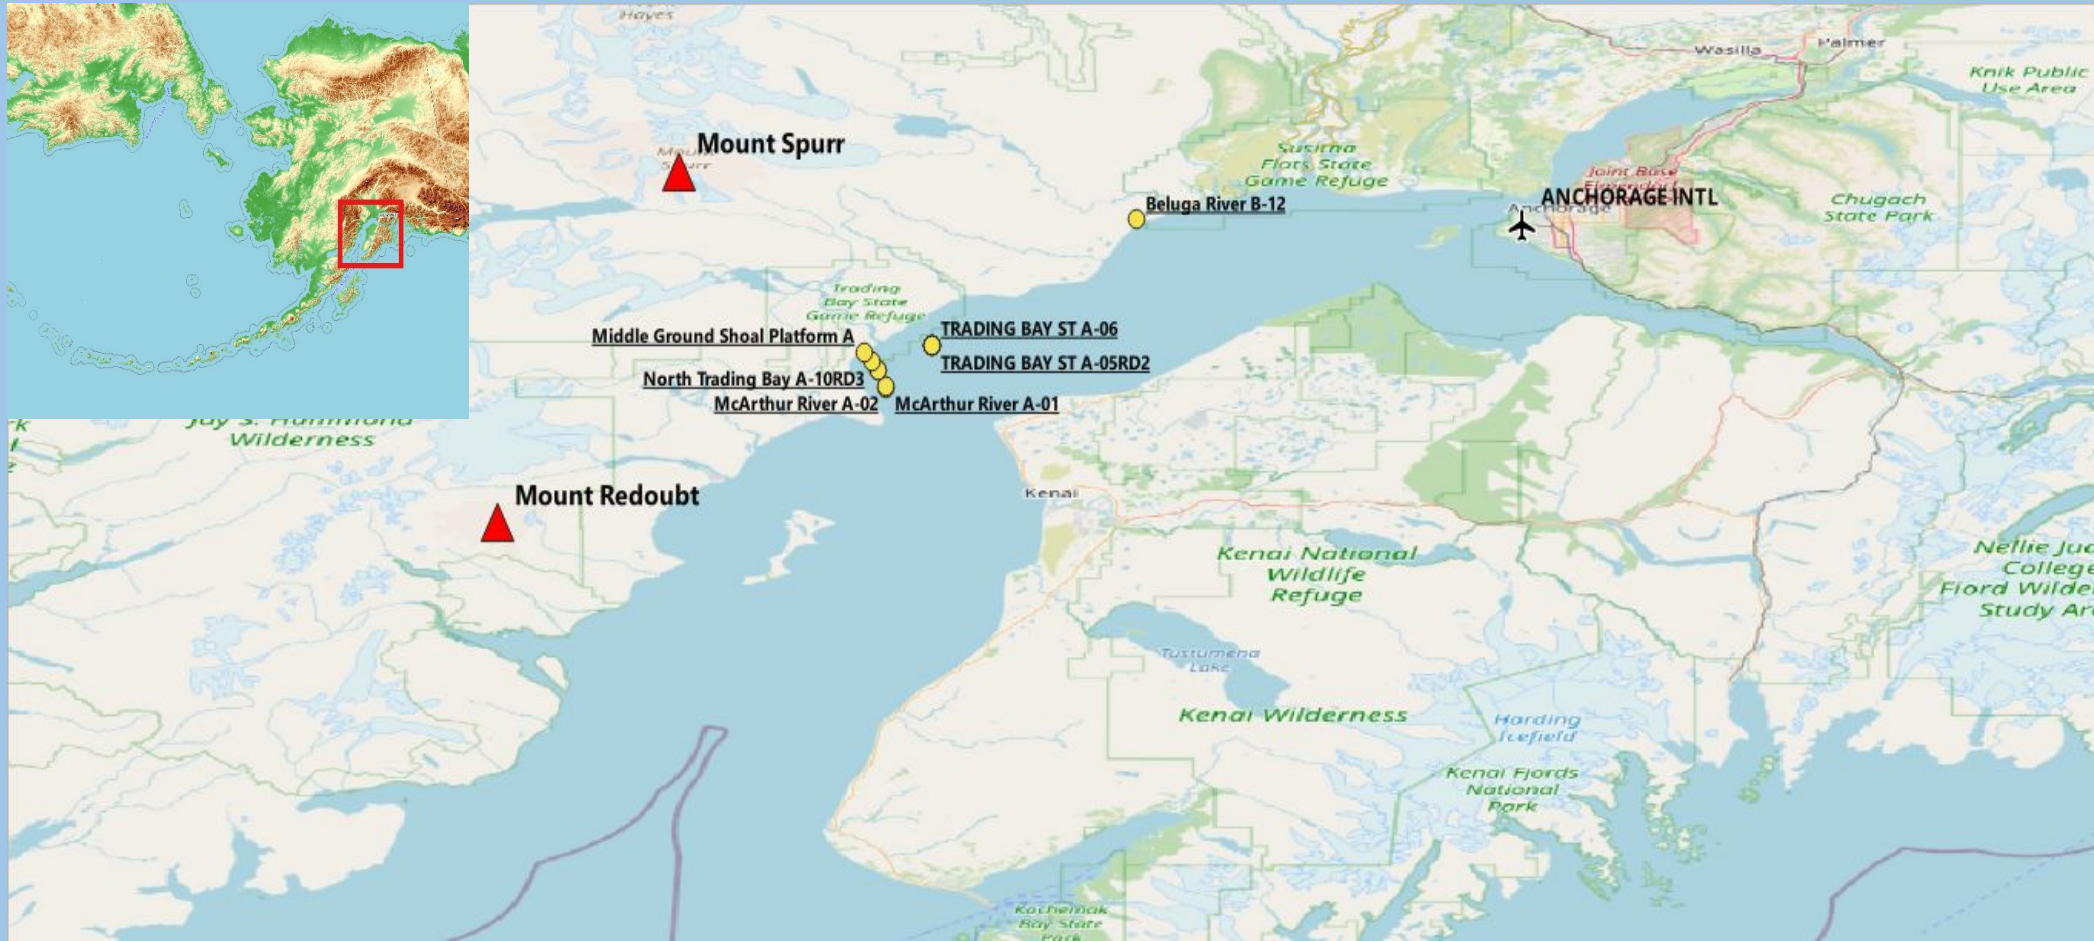 Hayes
Wasilla
Palmer
Knik Public
Use Area
Mount Spurr
Susitna
Flats State
Game Refuge
Joint Base
Beluga River B-12
ANCHORAGE INTL
Anchorage
Chugach
State Park
Trading
Bay State
Game Refuge
Middle Ground Shoal Platform A
TRADING BAY ST A-06
TRADING BAY ST A-05RD2
North Trading Bay A-10RD3
McArthur River A-02
McArthur River A-01
Jay S. Hammond
Wilderness
Mount Redoubt
Kenai
Kenai National
Wildlife
Refuge
Nellie Jua
College
Fiord Wilde
Study Ar
Tustumena
Lake
Kenai Wilderness
Harding
Icefield
Kenai Fjords
National
Park
Kachemak
Bay State
Park